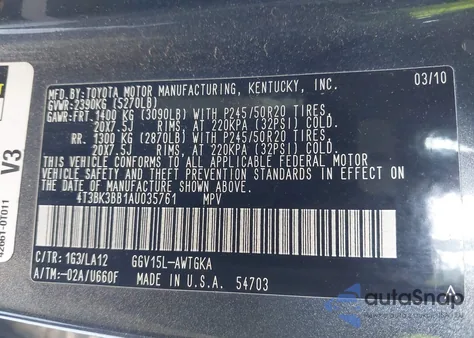 MFD. BY:TOYOTA MOTOR MANUFACTURING, KENTUCKY, INC. 03/10
GVWR:2390KG (5270LB)
GAWR:FRT. 1400 KG (3090LB) WITH P245/50R20 TIRES
20X7.5J RIMS, AT 220KPA (32PSI) COLD.
RR. 1300 KG (2870LB) WITH P245/50R20 TIRES
20X7.5J RIMS, AT 220KPA (32PSI) COLD.
THIS VEHICLE CONFORMS TO ALL APPLICABLE FEDERAL MOTOR
VEHICLE SAFETY AND THEFT PREVENTION STANDARDS IN EFFECT ON
THE DATE OF MANUFACTURE SHOWN ABOVE.
4T3BK3BB1AU035761 MPV
C/TR: 1G3/LA12 GGV15L-AWTGKA
A/TM:-02A/U660F MADE IN U.S.A. 54703
V3
42661-0T011
autoSnap